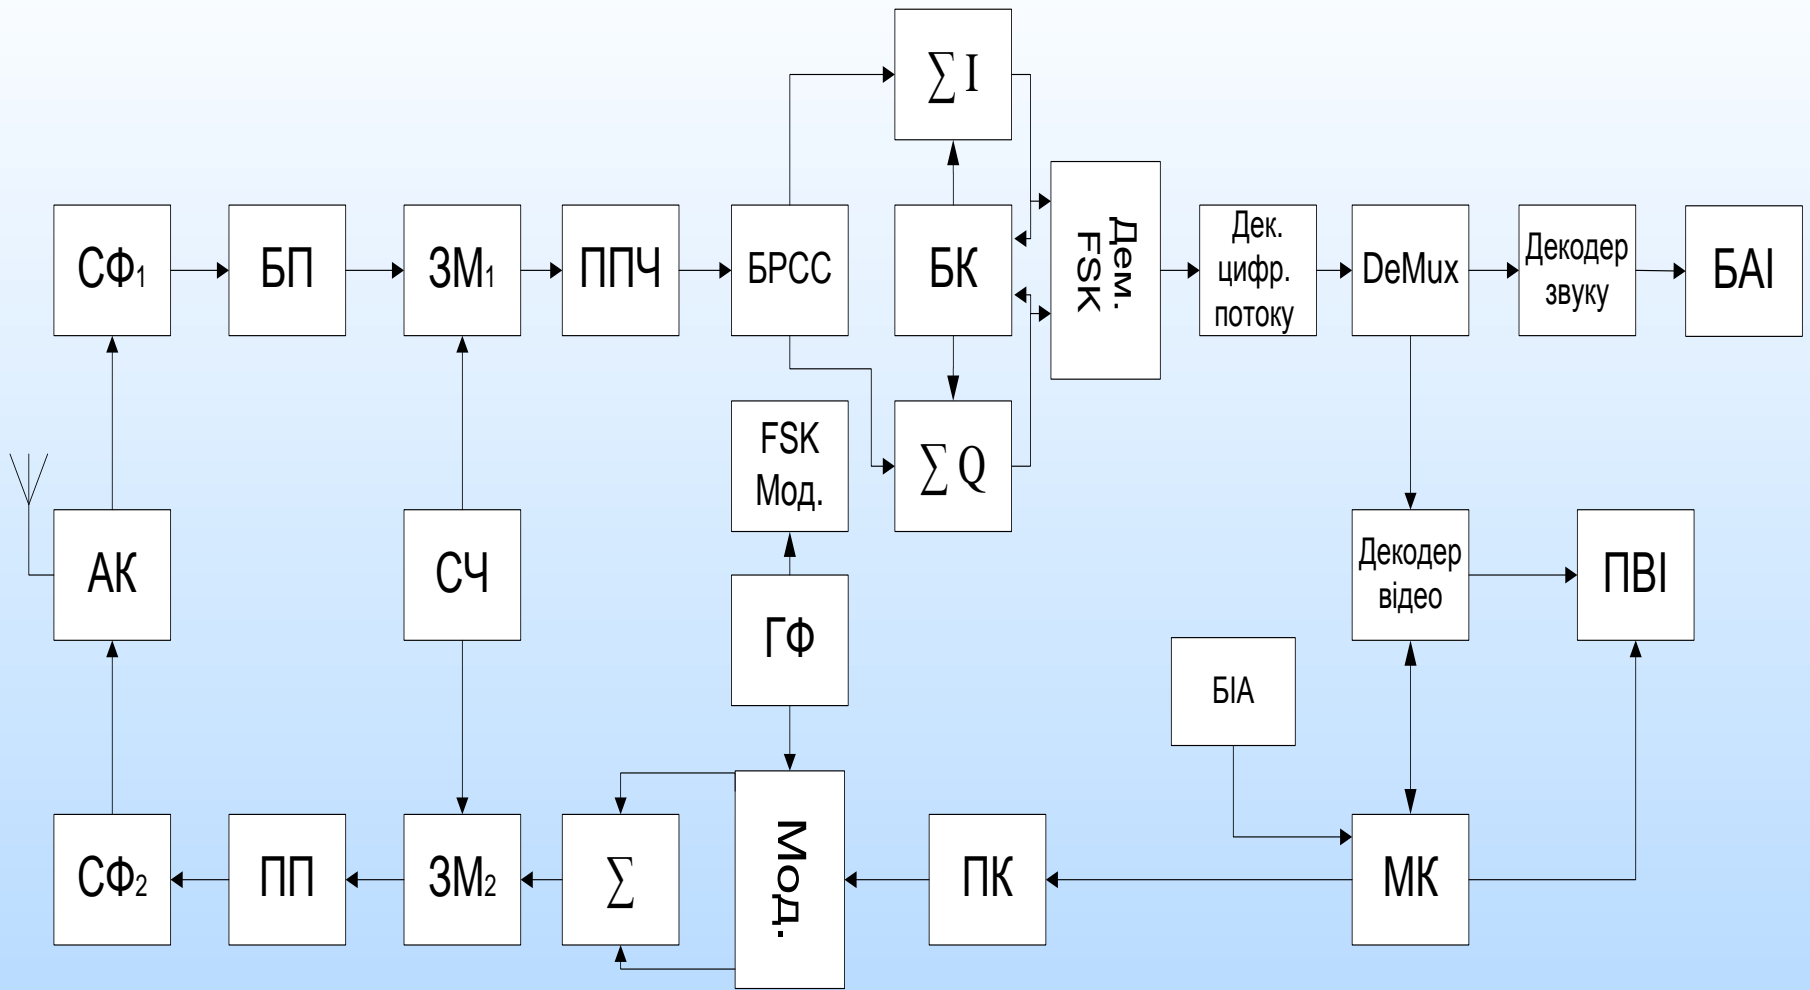 ∑ I
СФ1
БП
ЗМ1
ППЧ
БРСС
БК
Дем.
FSK
Дек.
цифр.
потоку
DeMux
Декодер
звуку
БАІ
FSK
Мод.
∑ Q
АК
СЧ
ГФ
Декодер
відео
ПВІ
БІА
СФ2
ПП
ЗМ2
∑
Мод.
ПК
МК